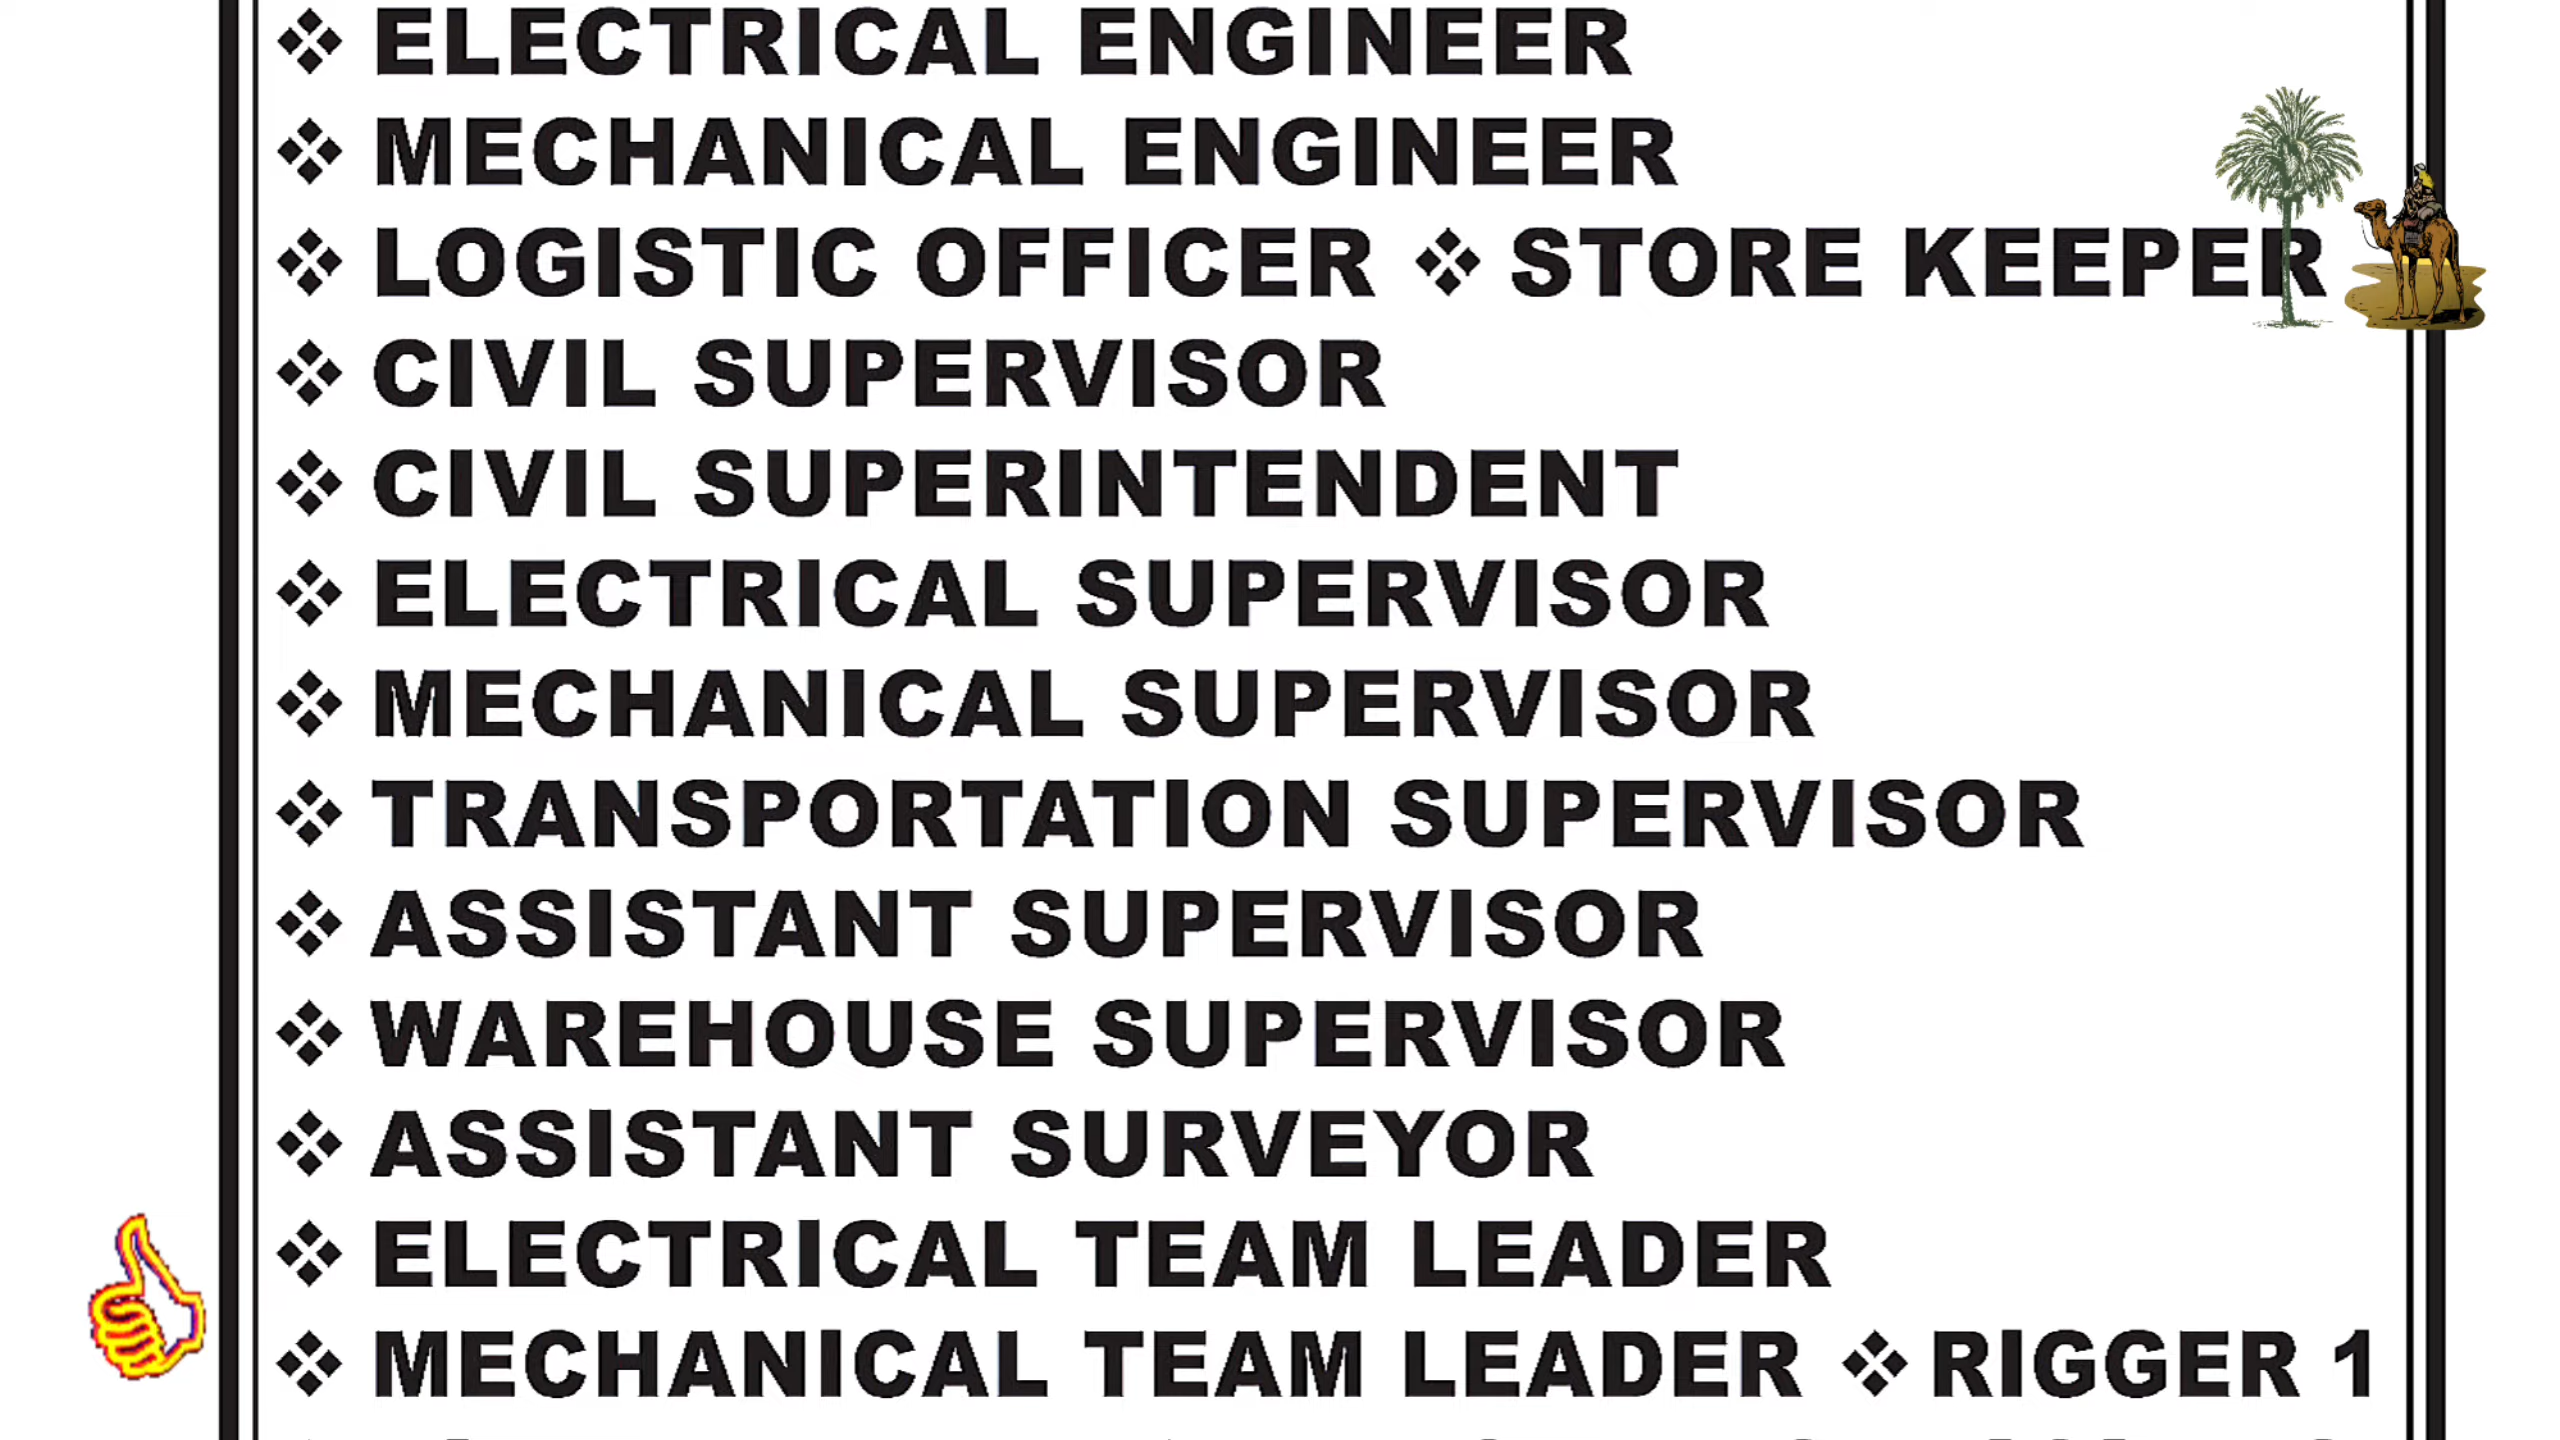 ❖ ELECTRICAL ENGINEER
❖ MECHANICAL ENGINEER
❖ LOGISTIC OFFICER ❖ STORE KEEPER
❖ CIVIL SUPERVISOR
❖ CIVIL SUPERINTENDENT
❖ ELECTRICAL SUPERVISOR
❖ MECHANICAL SUPERVISOR
❖ TRANSPORTATION SUPERVISOR
❖ ASSISTANT SUPERVISOR
❖ WAREHOUSE SUPERVISOR
❖ ASSISTANT SURVEYOR
❖ ELECTRICAL TEAM LEADER
❖ MECHANICAL TEAM LEADER ❖ RIGGER 1